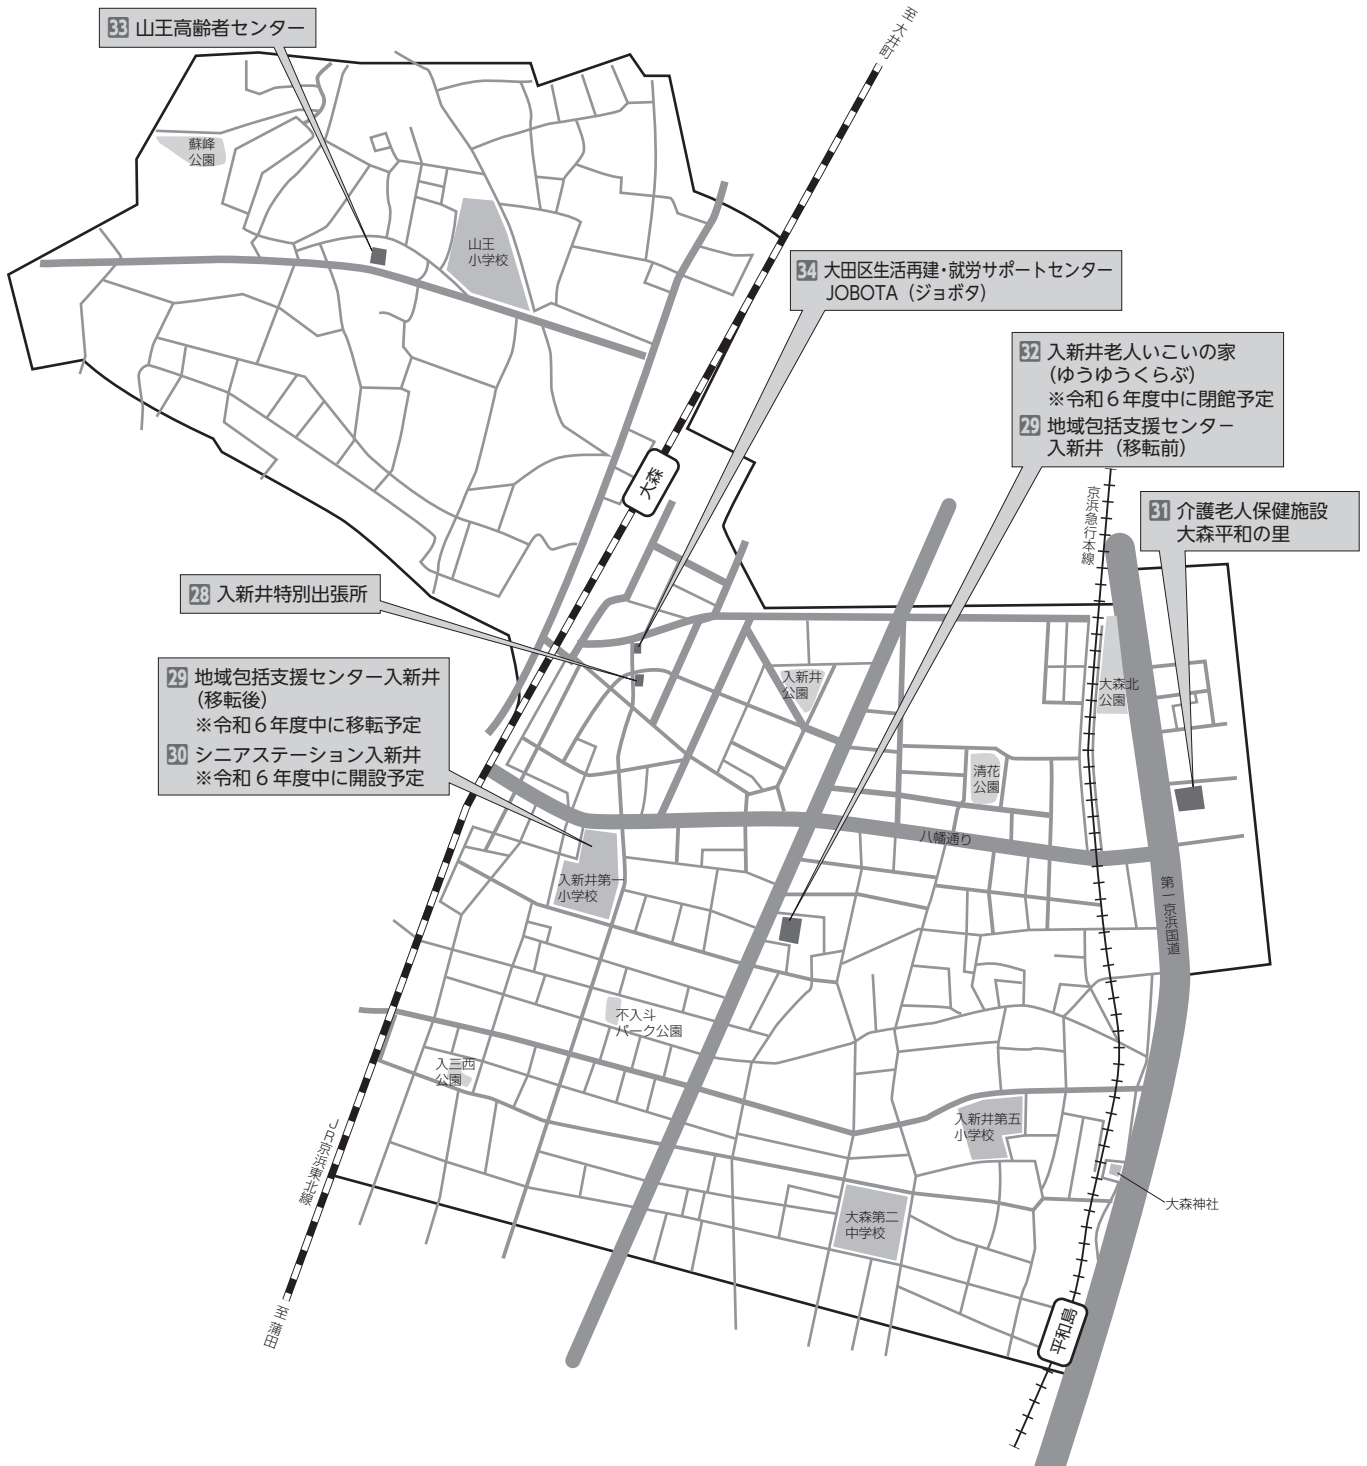 33 山王高齢者センター
至 大井町
蘇峰
公園
山王
小学校
34 大田区生活再建・就労サポートセンター
JOBOTA（ジョボタ）
32 入新井老人いこいの家
（ゆうゆうくらぶ）
※令和６年度中に閉館予定
29 地域包括支援センター
入新井（移転前）
大森
京浜急行本線
31 介護老人保健施設
大森平和の里
28 入新井特別出張所
29 地域包括支援センター入新井
（移転後）
※令和６年度中に移転予定
30 シニアステーション入新井
※令和６年度中に開設予定
入新井
公園
大森北
公園
清花
公園
八幡通り
入新井第一
小学校
第一京浜国道
不入斗
パーク公園
入三西
公園
入新井第五
小学校
JR京浜東北線
大森神社
大森第二
中学校
至 蒲田
平和島